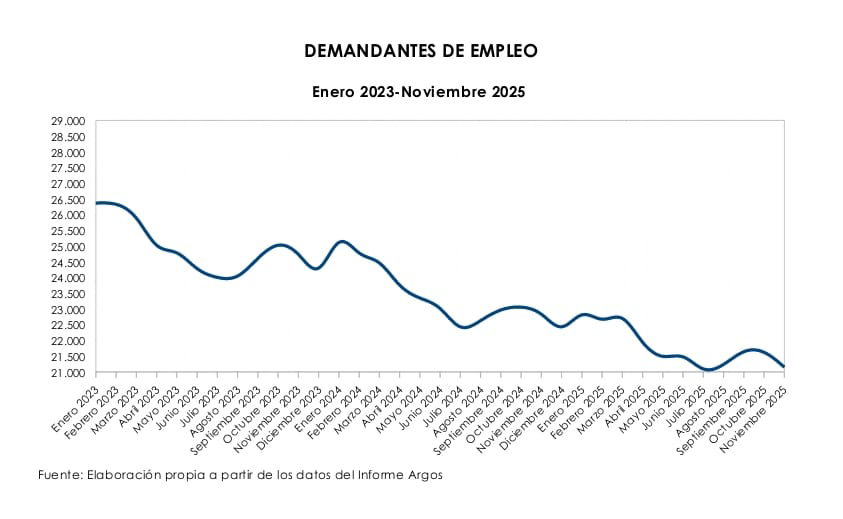 DEMANDANTES DE EMPLEO
Enero 2023-Noviembre 2025
29.000
28.500
28.000
27.500
27.000
26.500
26.000
25.500
25.000
24.500
24.000
23.500
23.000
22.500
22.000
21.500
21.000
Enero 2023
Febrero 2023
Marzo 2023
Abril 2023
Mayo 2023
Junio 2023
Julio 2023
Agosto 2023
Septiembre 2023
Octubre 2023
Noviembre 2023
Diciembre 2023
Enero 2024
Febrero 2024
Marzo 2024
Abril 2024
Mayo 2024
Junio 2024
Julio 2024
Agosto 2024
Septiembre 2024
Octubre 2024
Noviembre 2024
Diciembre 2024
Enero 2025
Febrero 2025
Marzo 2025
Abril 2025
Mayo 2025
Junio 2025
Julio 2025
Agosto 2025
Septiembre 2025
Octubre 2025
Noviembre 2025
Fuente: Elaboración propia a partir de los datos del Informe Argos